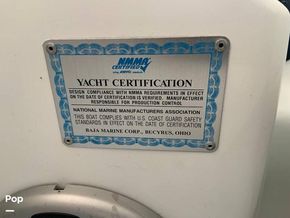 NMMA
CERTIFIED
YACHT CERTIFICATION
DESIGN COMPLIANCE WITH NMMA REQUIREMENTS IN EFFECT
ON THE DATE OF CERTIFICATION IS VERIFIED. MANUFACTURER
RESPONSIBLE FOR PRODUCTION CONTROL
NATIONAL MARINE MANUFACTURERS ASSOCIATION
THIS BOAT COMPLIES WITH U.S. COAST GUARD SAFETY
STANDARDS IN EFFECT ON THE DATE OF CERTIFICATION
BAJA MARINE CORP., BUCYRUS, OHIO
Pop